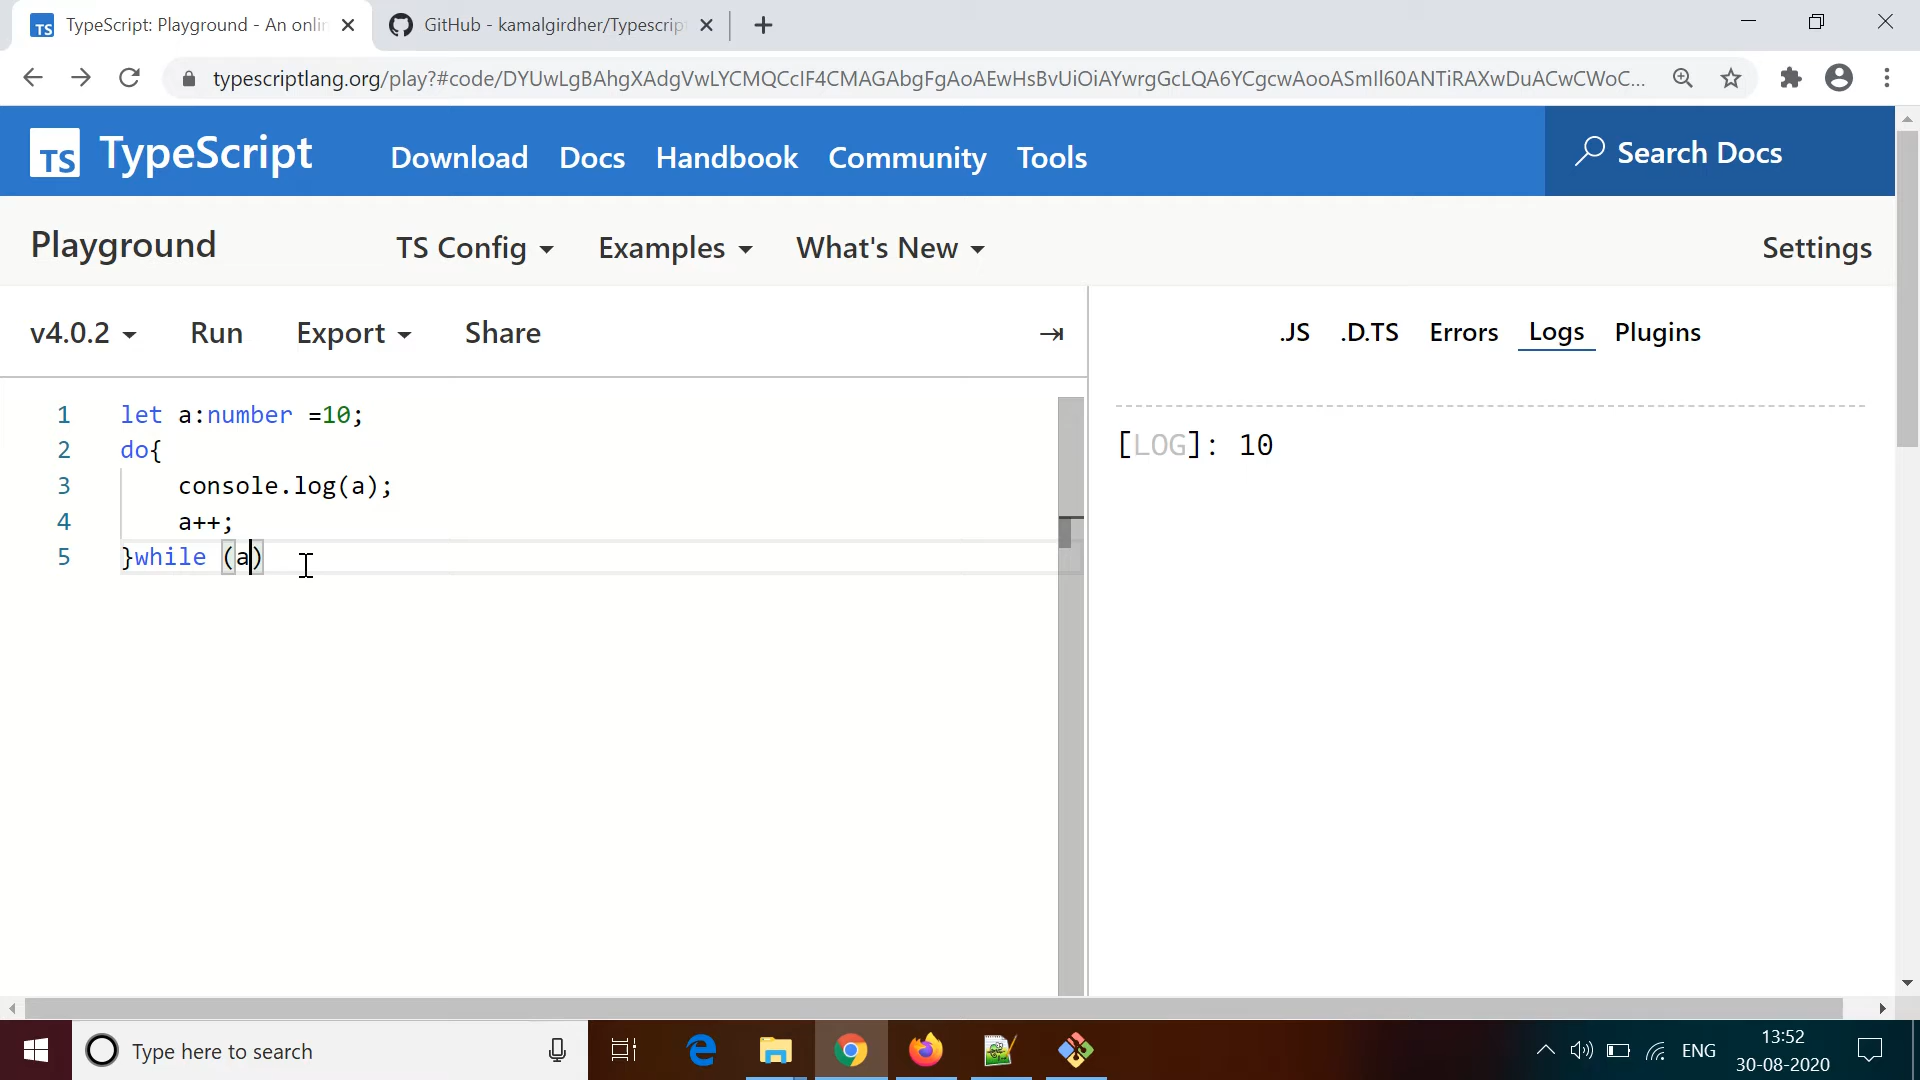 TypeScript: Playground - An onlin
GitHub - kamalgirdher/Typescrip
typescriptlang.org/play?#code/DYUwLgBAhgXAdgVwLYCMQCcIF4CMAGAbgFgAoAEwHsBvUiOiAYwrgGcLQA6YCgcwAooASmIl60ANTiRAXwDuACwCWoC...
TS TypeScript Download Docs Handbook Community Tools Search Docs
Playground TS Config Examples What's New Settings
v4.0.2 Run Export Share .JS .D.TS Errors Logs Plugins
1 let a:number =10;
2 do{
3 console.log(a);
4 a++;
5 }while (a)
[LOG]: 10
Type here to search
ENG
13:52
30-08-2020